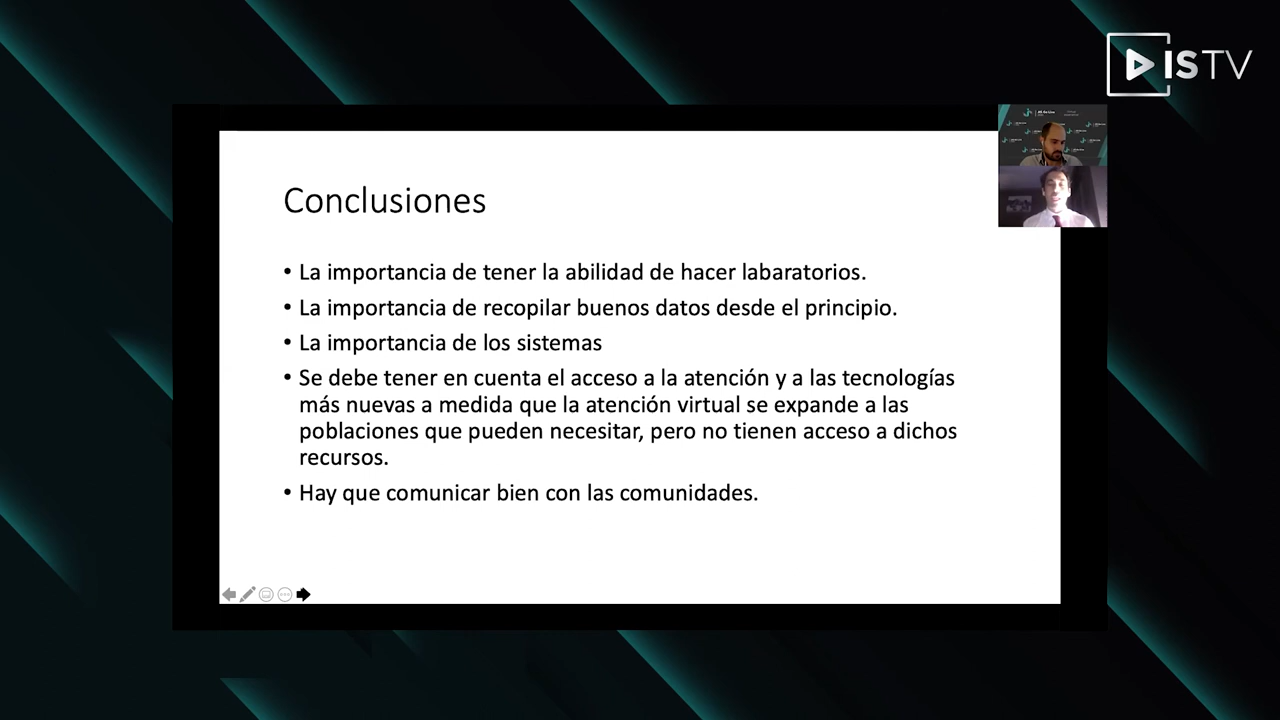 ISTV
Conclusiones
• La importancia de tener la abilidad de hacer labaratorios.
• La importancia de recopilar buenos datos desde el principio.
• La importancia de los sistemas
• Se debe tener en cuenta el acceso a la atención y a las tecnologías
más nuevas a medida que la atención virtual se expande a las
poblaciones que pueden necesitar, pero no tienen acceso a dichos
recursos.
• Hay que comunicar bien con las comunidades.